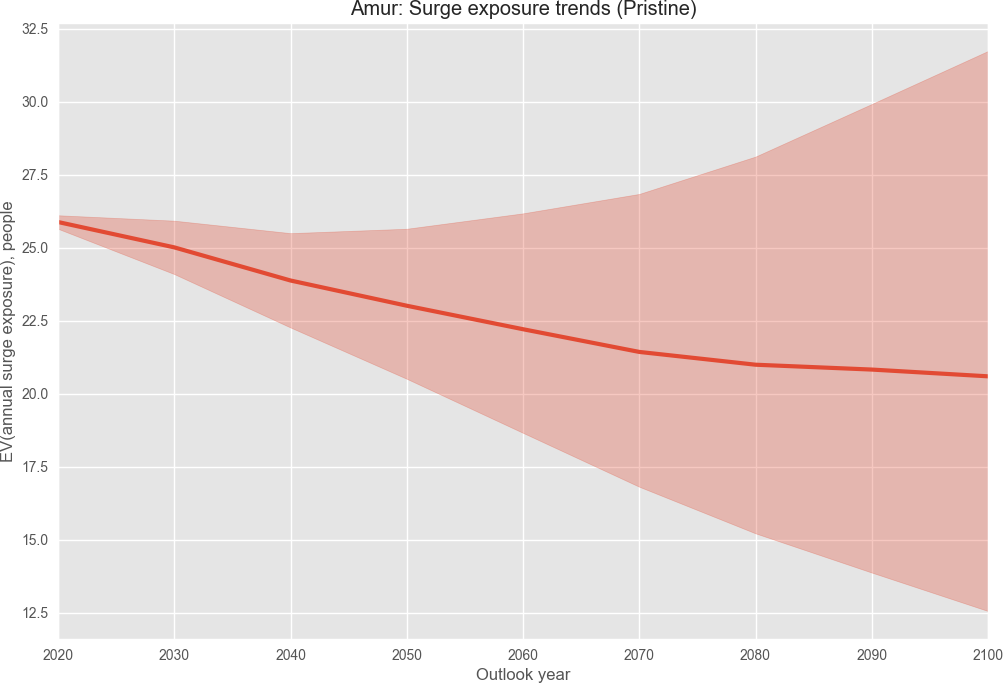 Amur: Surge exposure trends (Pristine)
EV(annual surge exposure), people
32.5
30.0
27.5
25.0
22.5
20.0
17.5
15.0
12.5
2020 2030 2040 2050 2060 2070 2080 2090 2100
Outlook year